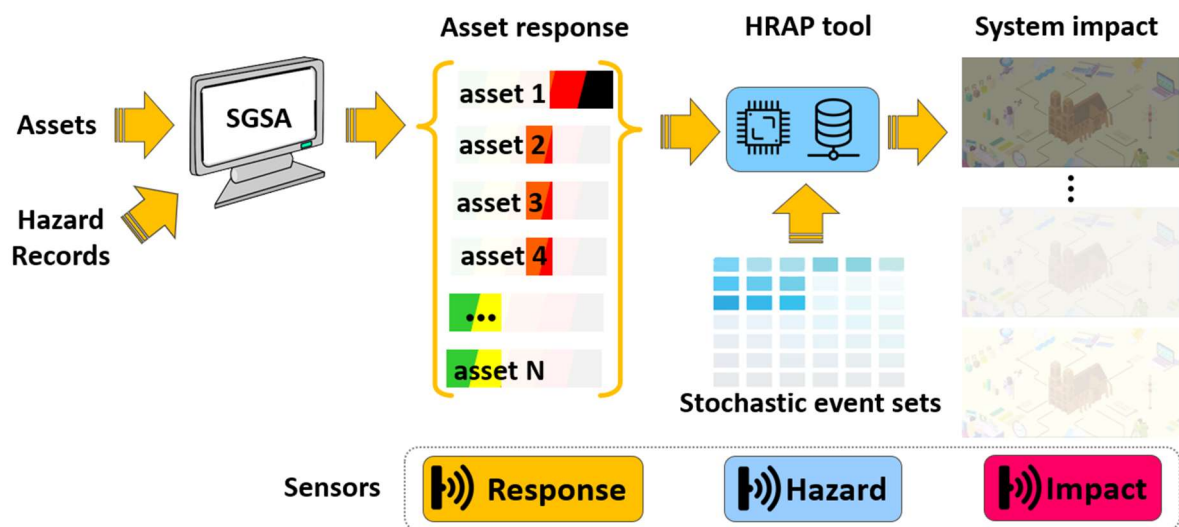 Asset response
HRAP tool
System impact
Assets
Hazard
Records
SGSA
asset 1
asset 2
asset 3
asset 4
...
asset N
Stochastic event sets
Sensors
Response
Hazard
Impact